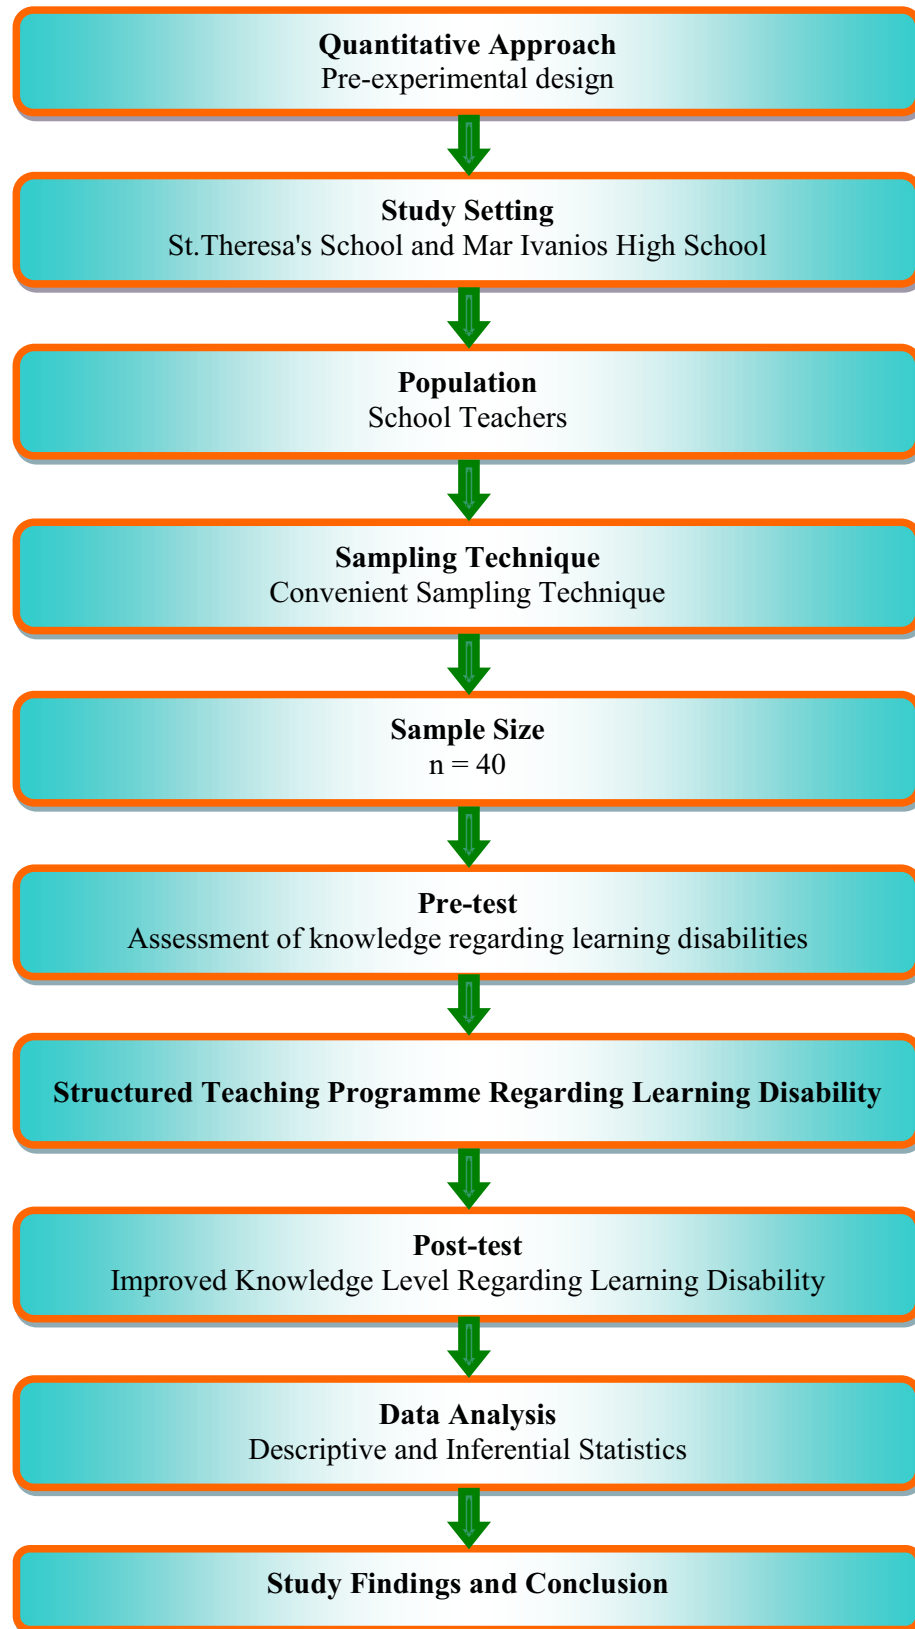 Quantitative Approach
Pre-experimental design
Study Setting
St.Theresa's School and Mar Ivanios High School
Population
School Teachers
Sampling Technique
Convenient Sampling Technique
Sample Size
n = 40
Pre-test
Assessment of knowledge regarding learning disabilities
Structured Teaching Programme Regarding Learning Disability
Post-test
Improved Knowledge Level Regarding Learning Disability
Data Analysis
Descriptive and Inferential Statistics
Study Findings and Conclusion